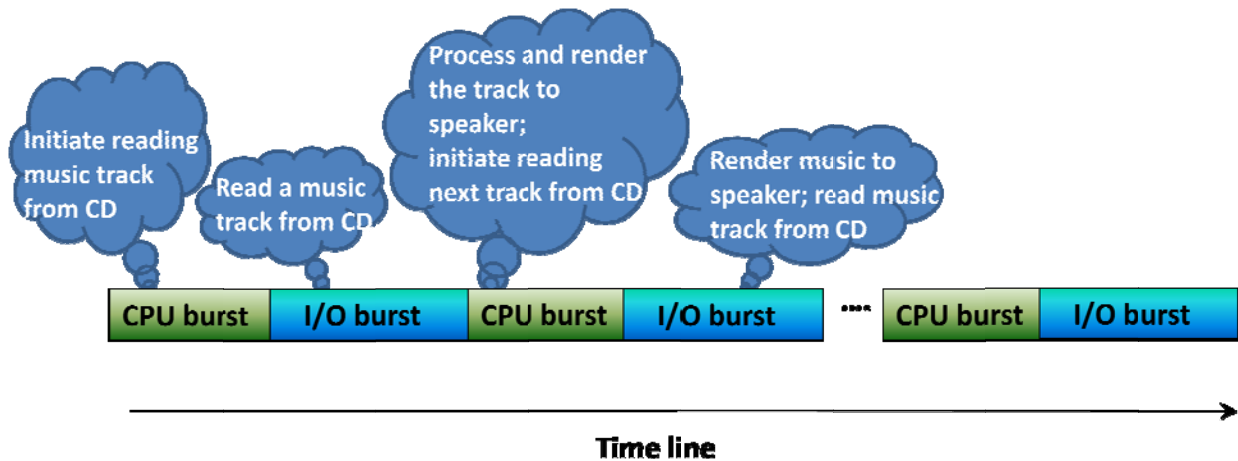 Initiate reading
music track
from CD
Read a music
track from CD
Process and render
the track to
speaker;
initiate reading
next track from CD
Render music to
speaker; read music
track from CD
CPU burst
I/O burst
CPU burst
I/O burst
....
CPU burst
I/O burst
Time line